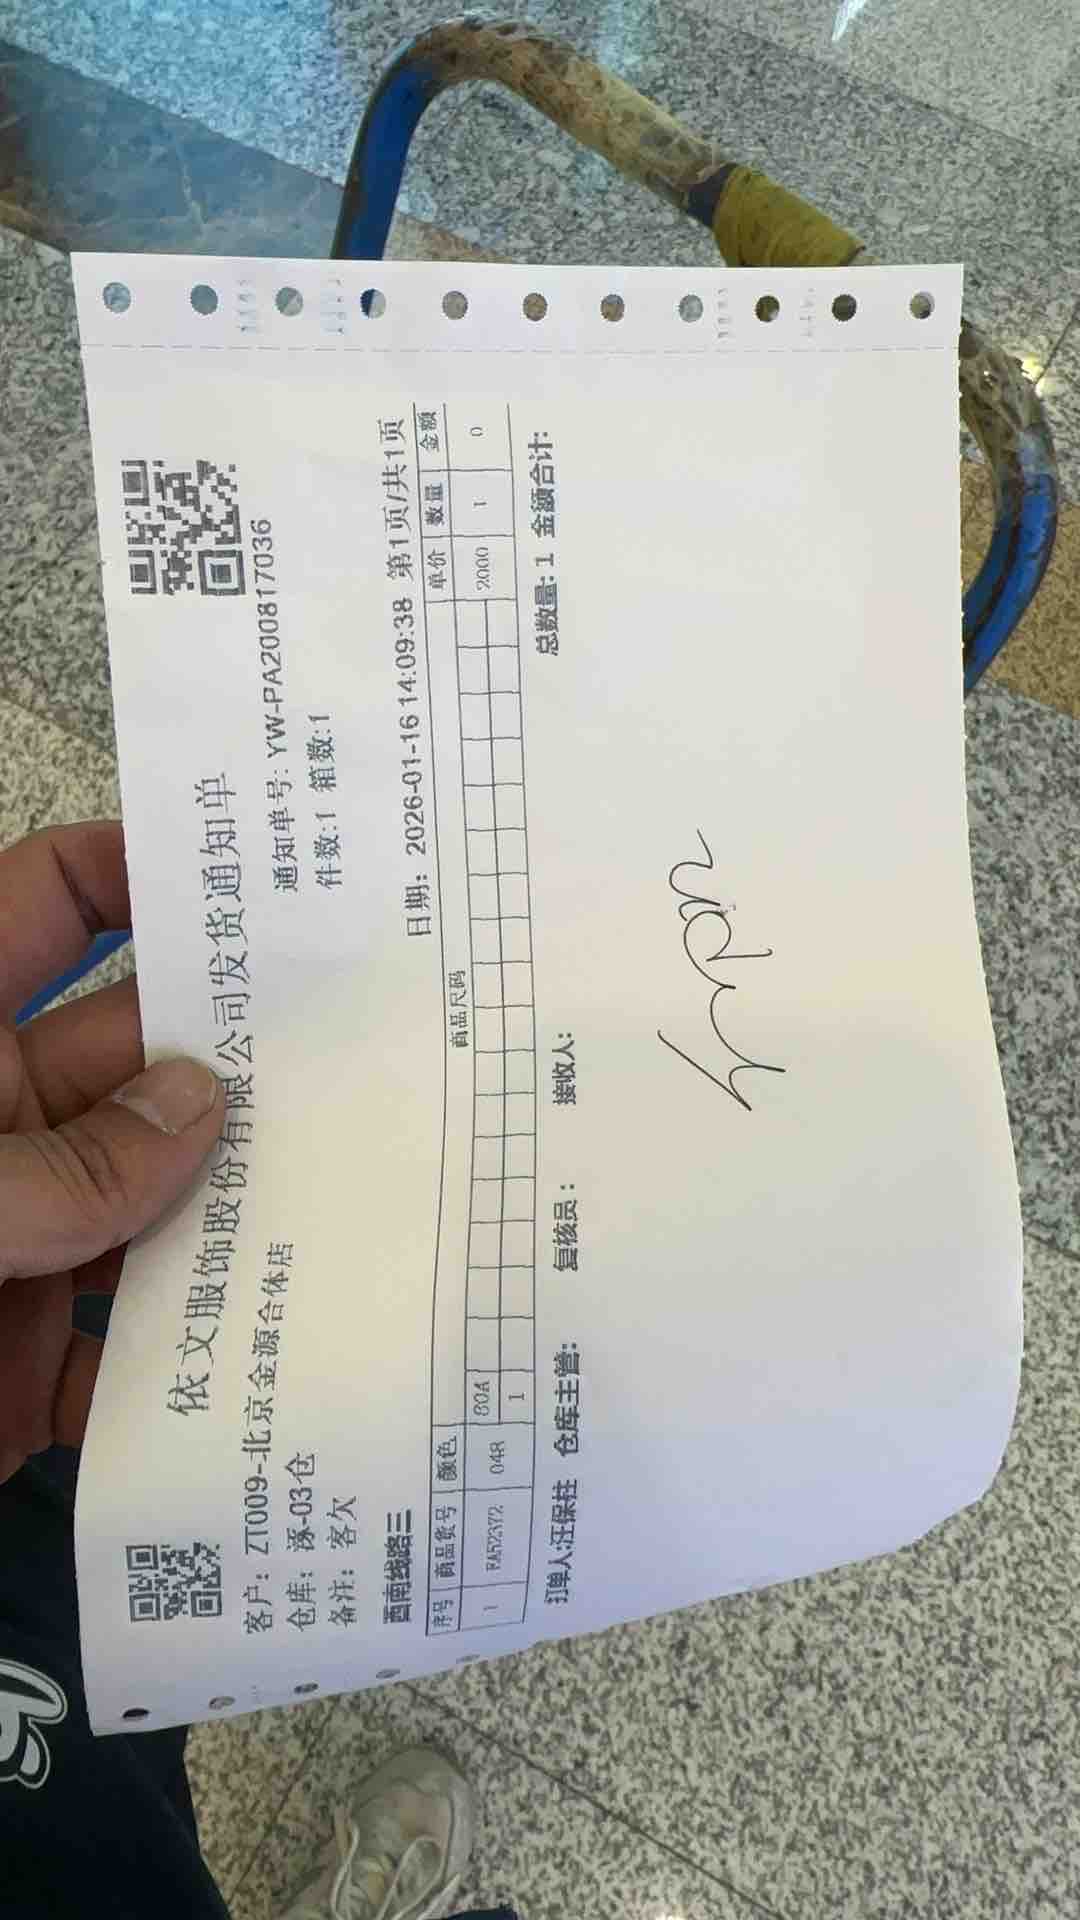 依文服饰股份有限公司发货通知单
客户: ZT009-北京金源合体店
通知单号: YW-PA200817036
仓库: 涿-03仓
件数:1 箱数:1
备注: 客欠
西南线路三
日期: 2026-01-16 14:09:38 第1页/共1页
序号 商品货号 颜色 商品尺码 单价 数量 金额
80A
1 EA52372 048 2000 1 0
1
总数量: 1 金额合计:
订单人:汪保柱 仓库主管: 复核员: 接收人: